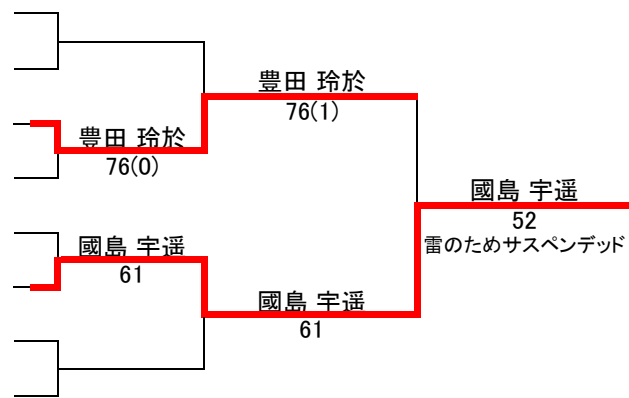 豊田 玲於
76(1)
豊田 玲於
76(0)
國島 宇遥
52
雷のためサスペンデッド
國島 宇遥
61
國島 宇遥
61